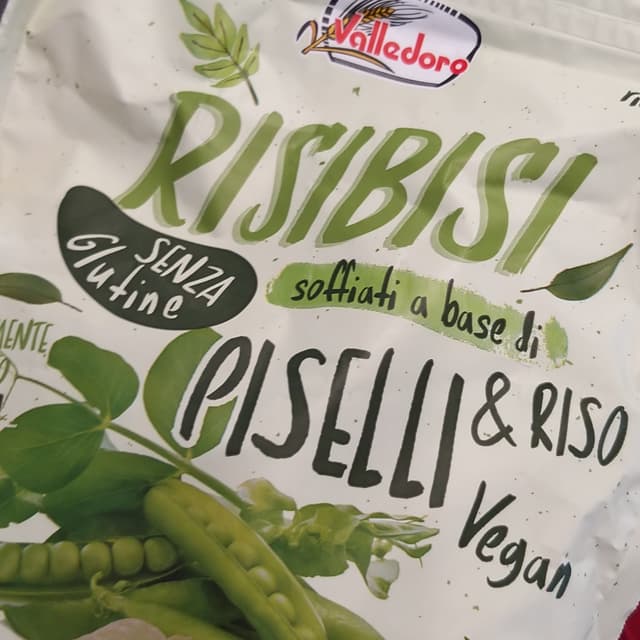 Valledoro
RISIBISI
SENZA
Glutine
soffiati a base di
PISELLI & RISO
Vegan